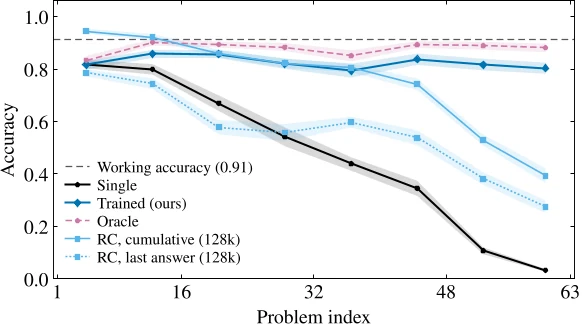 1.0
0.8
0.6
0.4
0.2
0.0
Accuracy
Working accuracy (0.91)
Single
Trained (ours)
Oracle
RC, cumulative (128k)
RC, last answer (128k)
1 16 32 48 63
Problem index